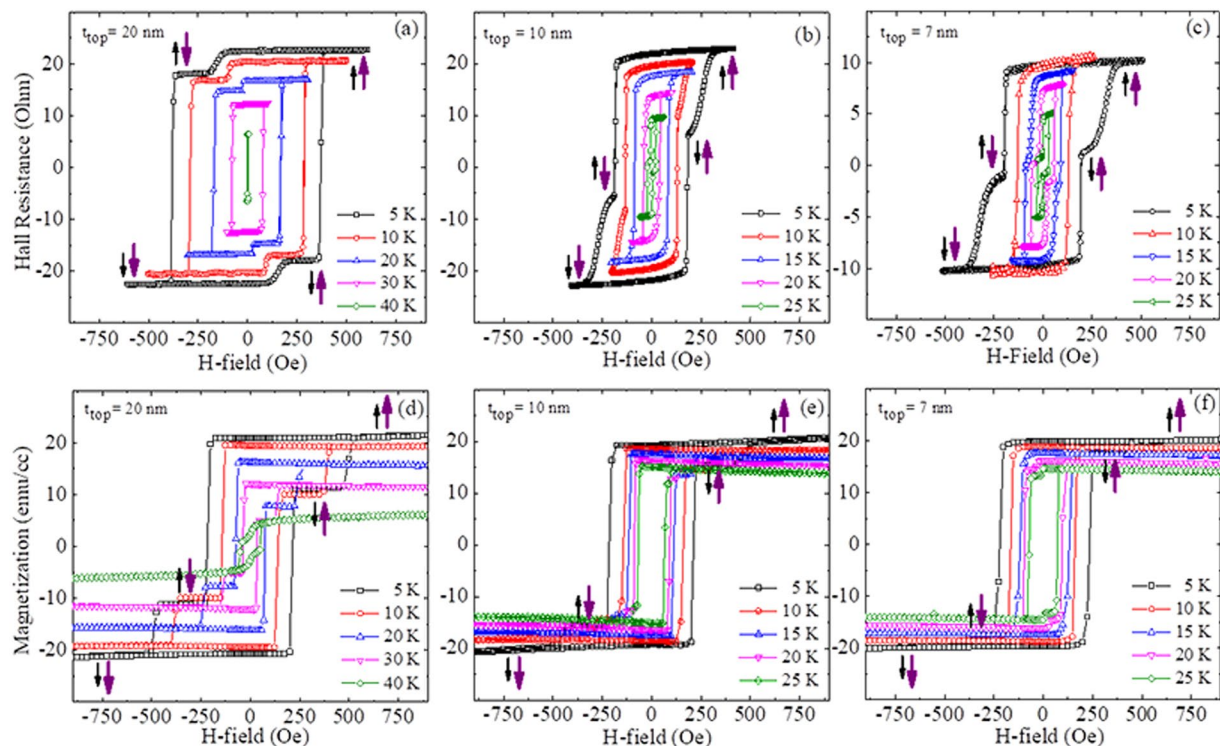 t_top = 20 nm
(a)
20
10
0
-10
-20
Hall Resistance (Ohm)
5 K
10 K
20 K
30 K
40 K
-750 -500 -250 0 250 500 750
H-field (Oe)
t_top = 10 nm
(b)
20
10
0
-10
-20
5 K
10 K
15 K
20 K
25 K
-750 -500 -250 0 250 500 750
H-field (Oe)
t_top = 7 nm
(c)
10
5
0
-5
-10
5 K
10 K
15 K
20 K
25 K
-750 -500 -250 0 250 500 750
H-Field (Oe)
t_top = 20 nm
(d)
20
10
0
-10
-20
Magnetization (emu/cc)
5 K
10 K
20 K
30 K
40 K
-750 -500 -250 0 250 500 750
H-field (Oe)
t_top = 10 nm
(e)
20
10
0
-10
-20
5 K
10 K
15 K
20 K
25 K
-750 -500 -250 0 250 500 750
H-field (Oe)
t_top = 7 nm
(f)
20
10
0
-10
-20
5 K
10 K
15 K
20 K
25 K
-750 -500 -250 0 250 500 750
H-field (Oe)